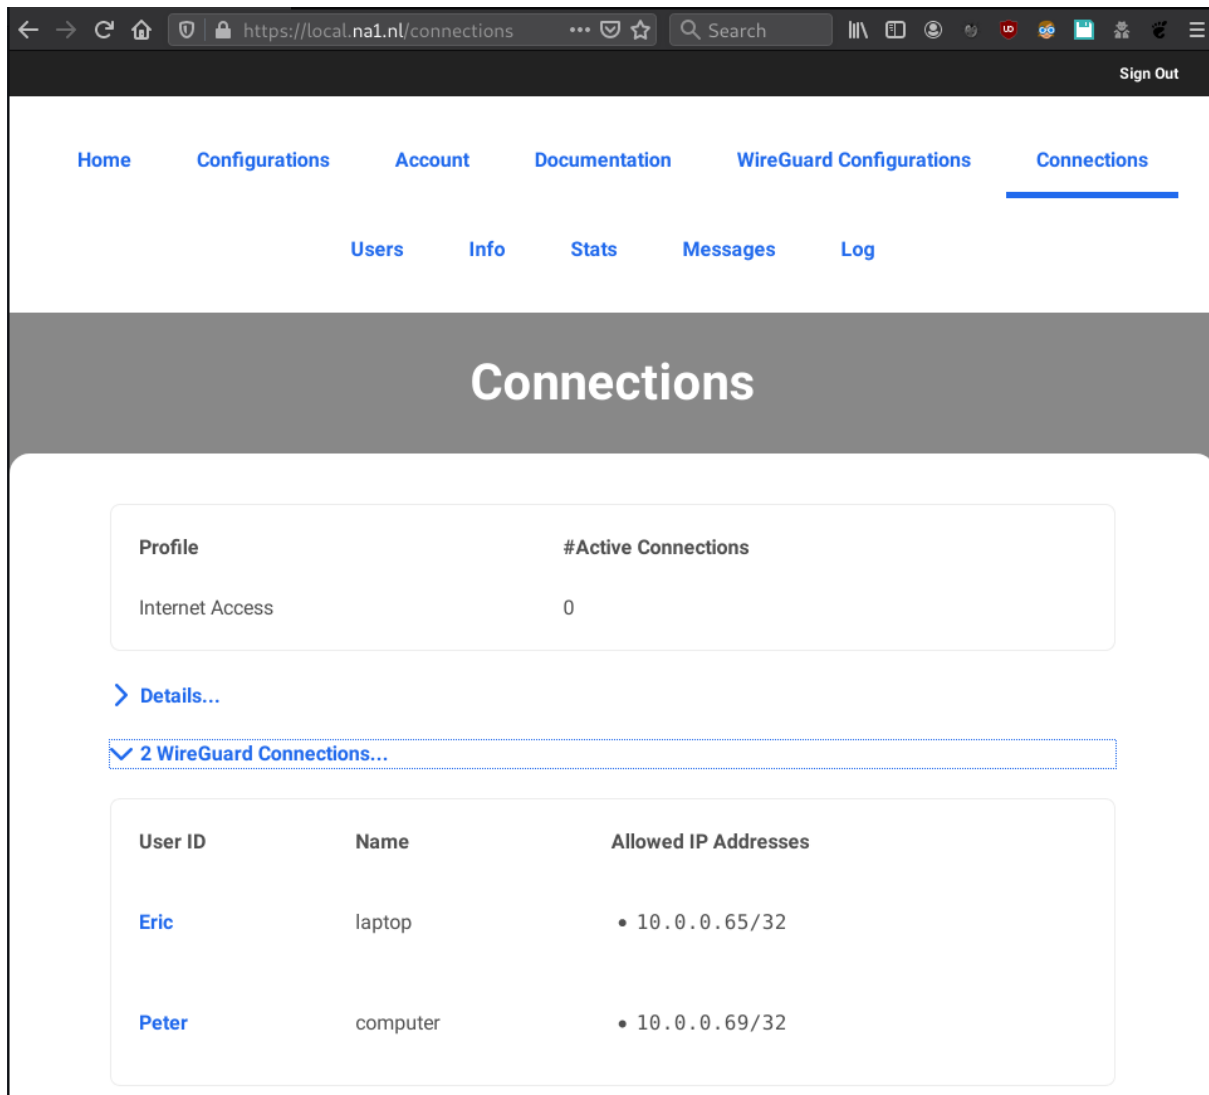 https://local.na1.nl/connections ••• Search
Sign Out
Home Configurations Account Documentation WireGuard Configurations Connections
Users Info Stats Messages Log
Connections
Profile #Active Connections
Internet Access 0
Details...
2 WireGuard Connections...
User ID Name Allowed IP Addresses
Eric laptop • 10.0.0.65/32
Peter computer • 10.0.0.69/32